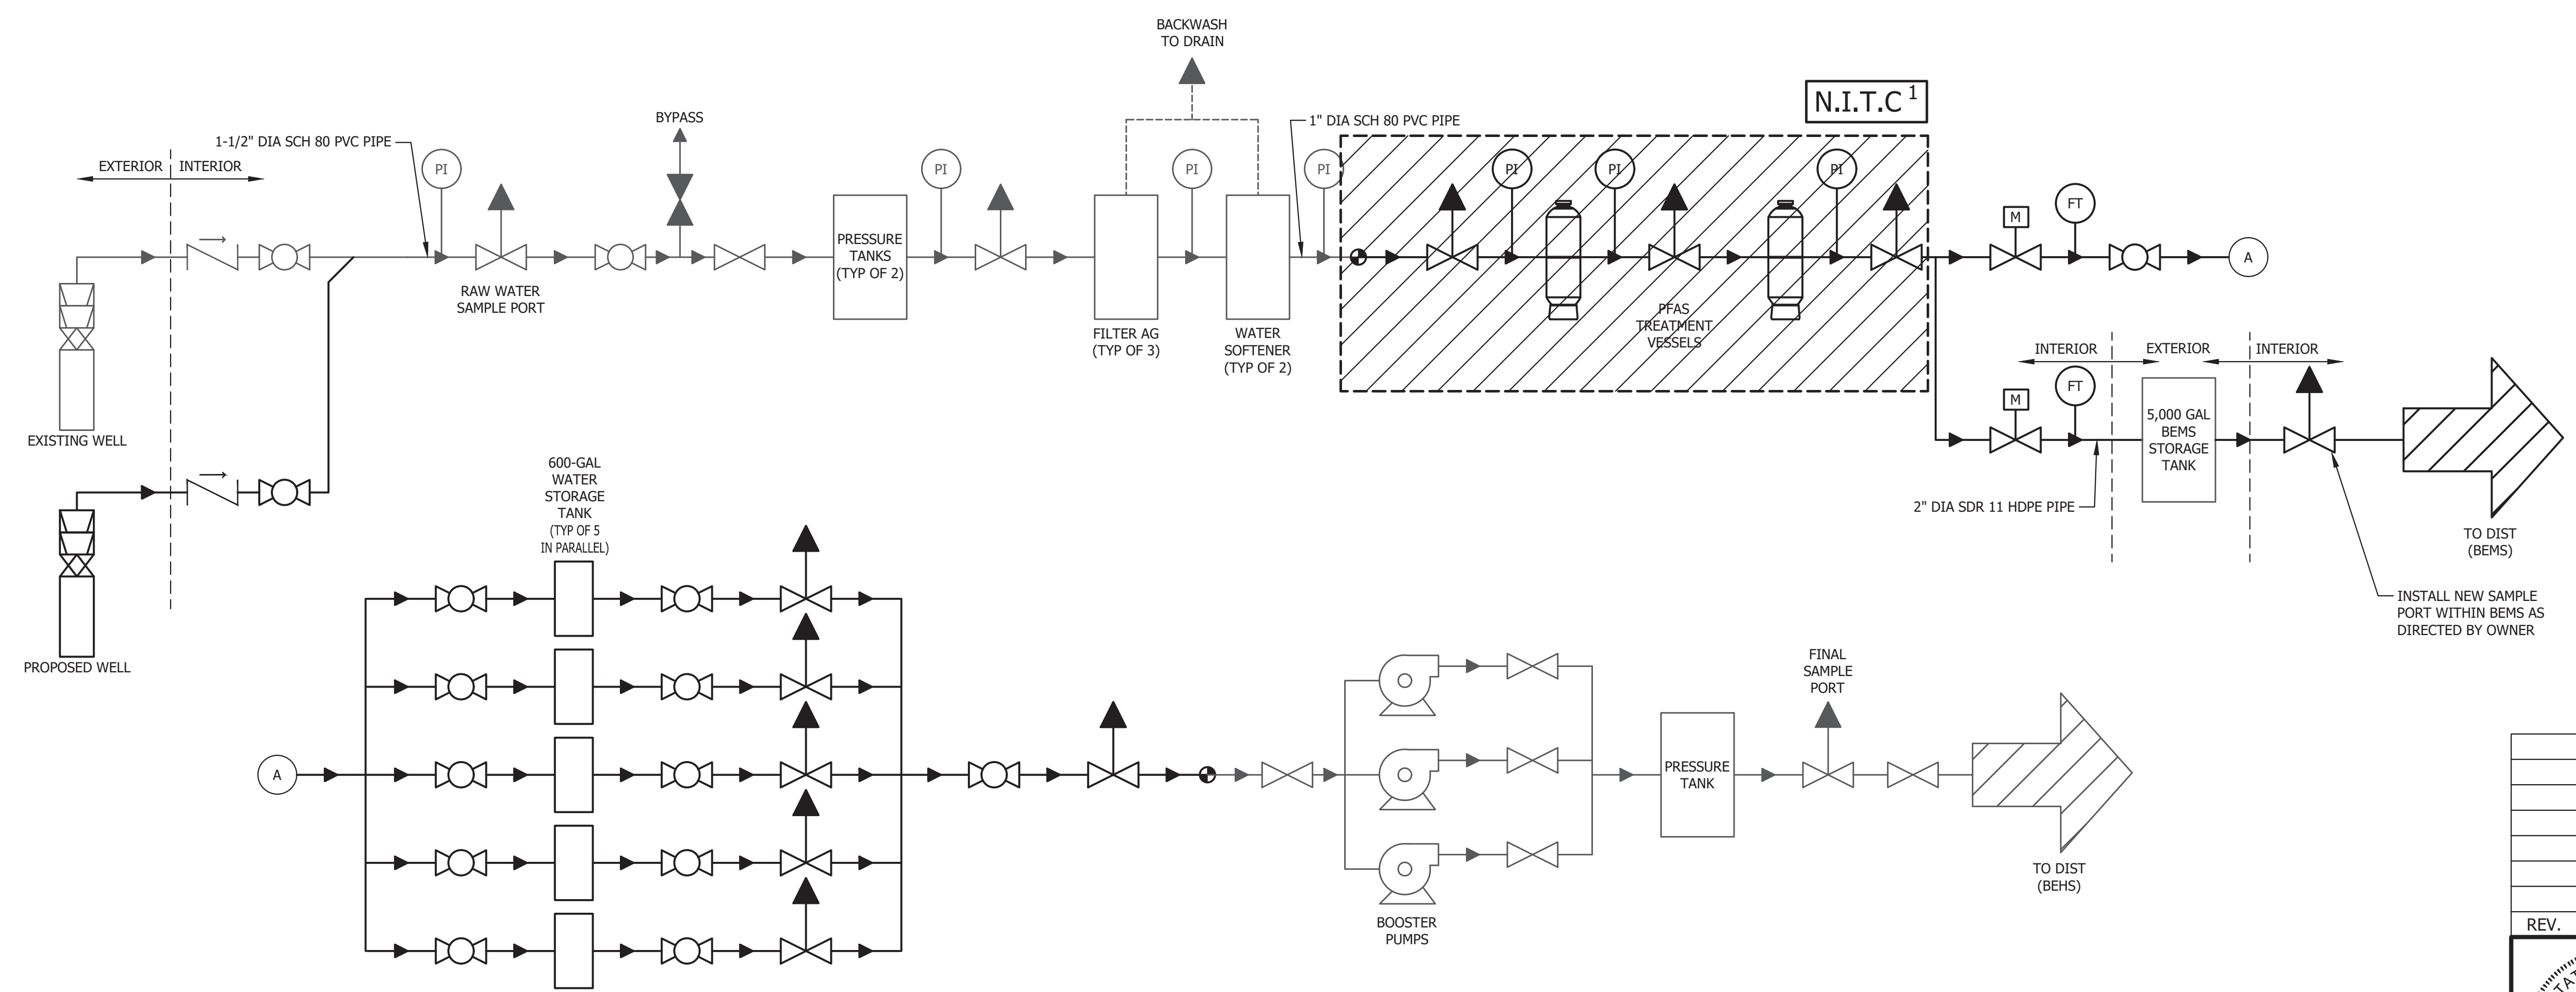 BACKWASH
TO DRAIN
N.I.T.C 1
1-1/2" DIA SCH 80 PVC PIPE
BYPASS
1" DIA SCH 80 PVC PIPE
EXTERIOR
INTERIOR
PI
PI
PI
PI
PI
PI
PI
M
FT
PRESSURE
TANKS
(TYP OF 2)
A
RAW WATER
SAMPLE PORT
FILTER AG
(TYP OF 3)
WATER
SOFTENER
(TYP OF 2)
PFAS
TREATMENT
VESSELS
INTERIOR
EXTERIOR
INTERIOR
M
FT
5,000 GAL
BEMS
STORAGE
TANK
EXISTING WELL
2" DIA SDR 11 HDPE PIPE
TO DIST
(BEMS)
600-GAL
WATER
STORAGE
TANK
(TYP OF 5
IN PARALLEL)
INSTALL NEW SAMPLE
PORT WITHIN BEMS AS
DIRECTED BY OWNER
PROPOSED WELL
FINAL
SAMPLE
PORT
A
PRESSURE
TANK
TO DIST
(BEHS)
BOOSTER
PUMPS
REV.